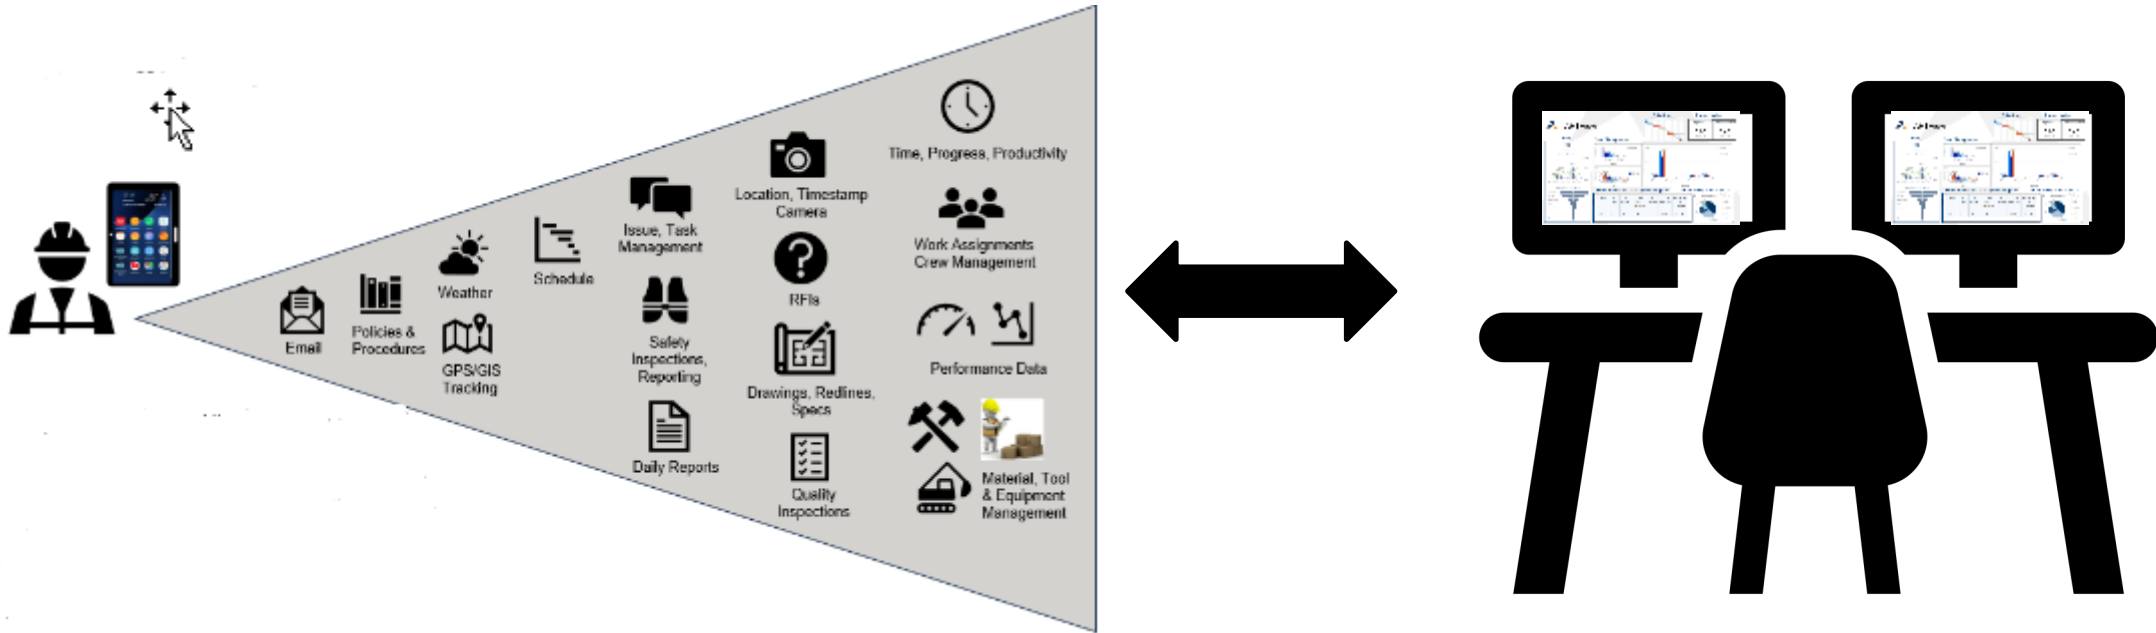 Email
Policies &
Procedures
Weather
GPS/GIS
Tracking
Schedule
Issue, Task
Management
Safety
Inspections,
Reporting
Daily Reports
Location, Timestamp
Camera
RFIs
Drawings, Redlines,
Specs
Quality
Inspections
Time, Progress, Productivity
Work Assignments
Crew Management
Performance Data
Material, Tool
& Equipment
Management